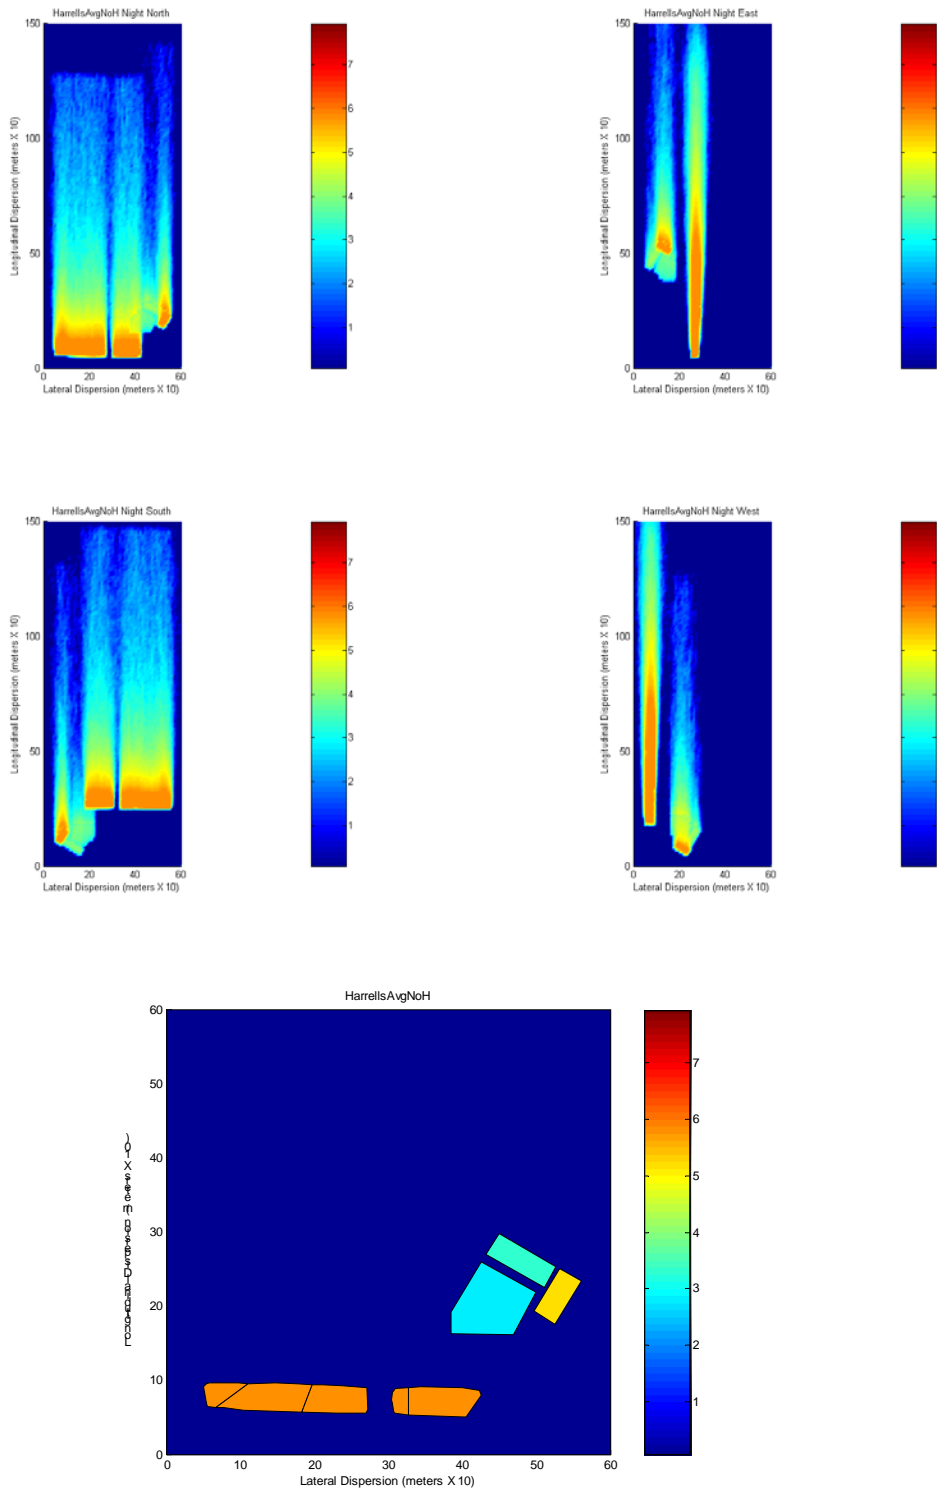 HarrellsAvgNoH Night North
150
100
50
0
Longitudinal Dispersion (meters X 10)
0 20 40 60
Lateral Dispersion (meters X 10)
7
6
5
4
3
2
1
HarrellsAvgNoH Night East
150
100
50
0
Longitudinal Dispersion (meters X 10)
0 20 40 60
Lateral Dispersion (meters X 10)
HarrellsAvgNoH Night South
150
100
50
0
Longitudinal Dispersion (meters X 10)
0 20 40 60
Lateral Dispersion (meters X 10)
7
6
5
4
3
2
1
HarrellsAvgNoH Night West
150
100
50
0
Longitudinal Dispersion (meters X 10)
0 20 40 60
Lateral Dispersion (meters X 10)
HarrellsAvgNoH
60
50
40
30
20
10
0
Longitudinal Dispersion (meters X 10)
0 10 20 30 40 50 60
Lateral Dispersion (meters X 10)
7
6
5
4
3
2
1